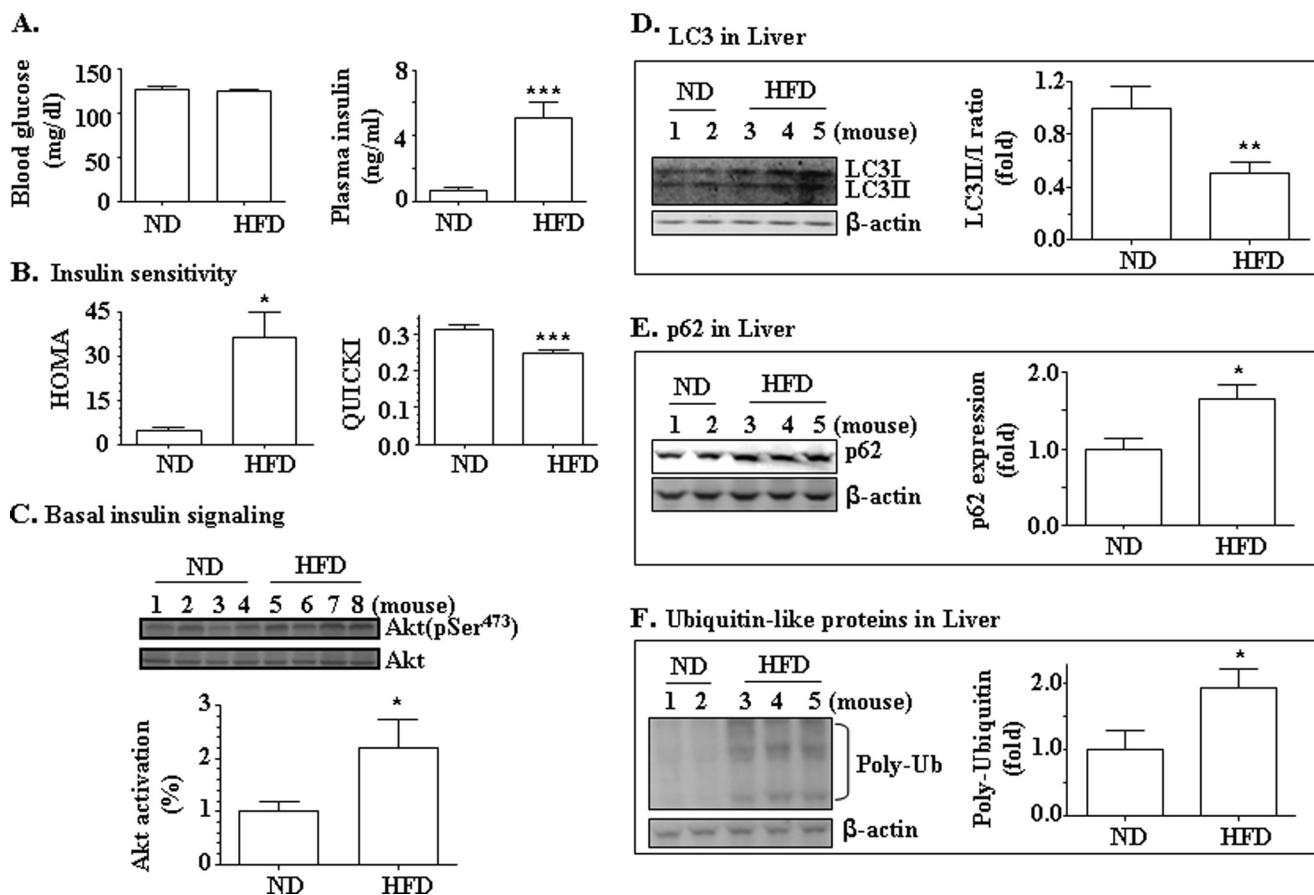 A.
Blood glucose
(mg/dl)
150
100
50
0
ND HFD
Plasma insulin
(ng/ml)
8
4
0
***
ND HFD
B. Insulin sensitivity
HOMA
45
30
15
0
*
ND HFD
QUICKI
0.3
0.2
0.1
0.0
***
ND HFD
C. Basal insulin signaling
ND HFD
1 2 3 4 5 6 7 8 (mouse)
Akt(pSer473)
Akt
Akt activation
(%)
3
2
1
0
*
ND HFD
D. LC3 in Liver
ND HFD
1 2 3 4 5 (mouse)
LC3I
LC3II
β-actin
LC3II/I ratio
(fold)
1.2
0.8
0.4
0.0
**
ND HFD
E. p62 in Liver
ND HFD
1 2 3 4 5 (mouse)
p62
β-actin
p62 expression
(fold)
2.0
1.0
0.0
*
ND HFD
F. Ubiquitin-like proteins in Liver
ND HFD
1 2 3 4 5 (mouse)
Poly-Ub
β-actin
Poly-Ubiquitin
(fold)
2.0
1.0
0.0
*
ND HFD